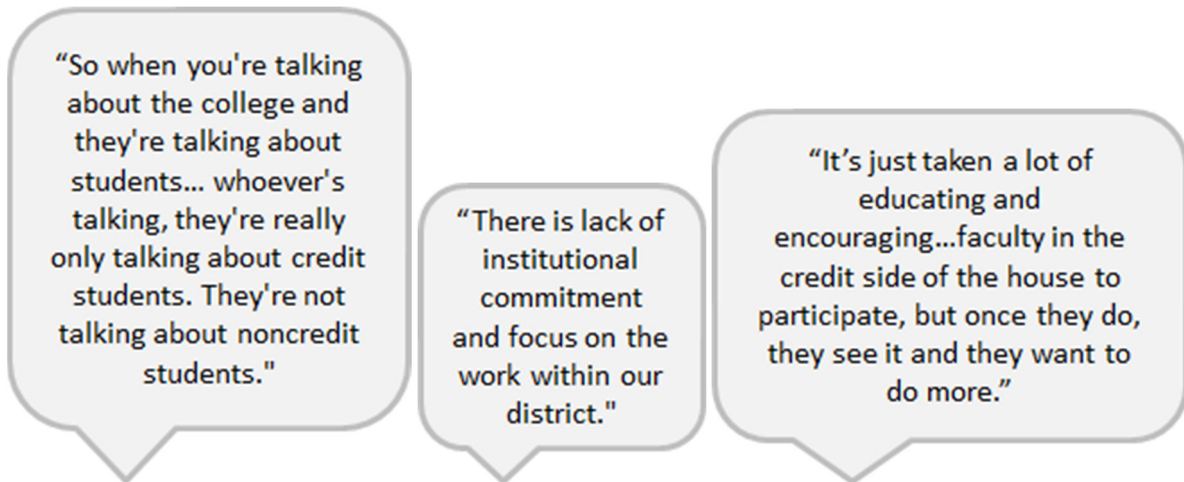 “So when you're talking
about the college and
they're talking about
students... whoever's
talking, they're really
only talking about credit
students. They're not
talking about noncredit
students."
“There is lack of
institutional
commitment
and focus on the
work within our
district."
“It’s just taken a lot of
educating and
encouraging...faculty in the
credit side of the house to
participate, but once they do,
they see it and they want to
do more.”